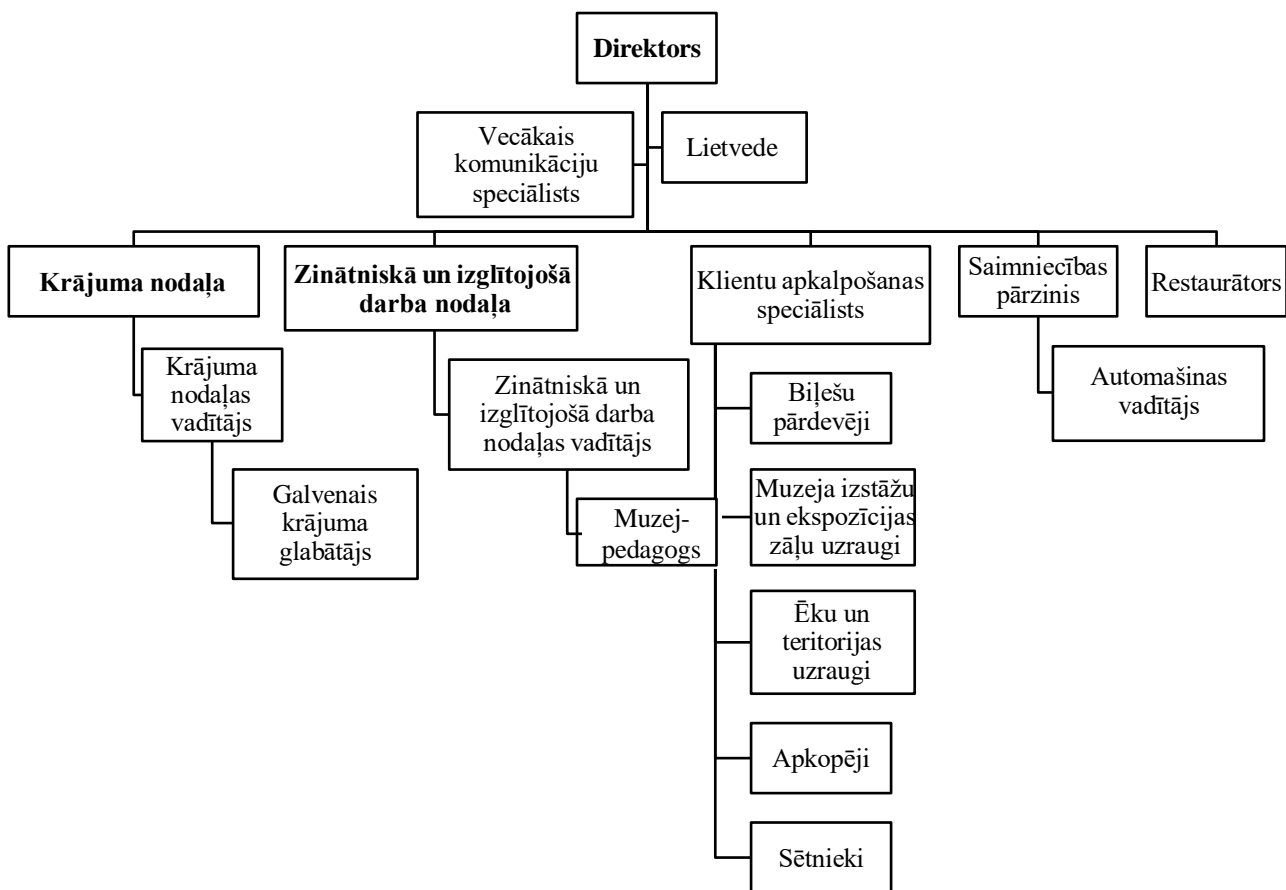 Direktors
Vecākais
komunikāciju
speciālists
Lietvede
Krājuma nodaļa
Zinātniskā un izglītojošā
darba nodaļa
Klientu apkalpošanas
speciālists
Saimniecības
pārzinis
Restaurātors
Krājuma
nodaļas
vadītājs
Galvenais
krājuma
glabātājs
Zinātniskā un
izglītojošā darba
nodaļas vadītājs
Muzej-
pedagogs
Biļešu
pārdevēji
Muzeja izstāžu
un ekspozīcijas
zāļu uzraugi
Ēku un
teritorijas
uzraugi
Apkopēji
Sētnieki
Automašinas
vadītājs